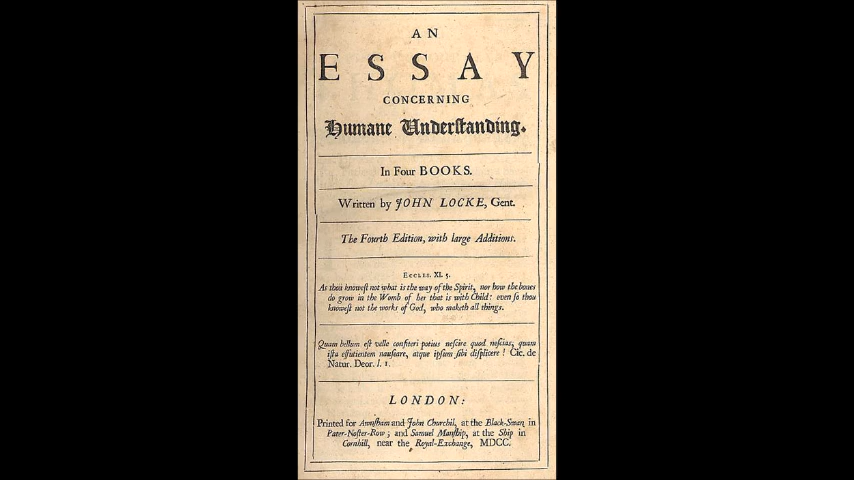 AN
ESSAY
CONCERNING
Humane Understanding.
In Four BOOKS.
Written by JOHN LOCKE, Gent.
The Fourth Edition, with large Additions.
ECCLES. XI. 5.
As thou knoweſt not what is the way of the Spirit, nor how the bones
do grow in the Womb of her that is with Child: even ſo thou
knoweſt not the works of God, who maketh all things.
Quam bellum eſt velle confiteri potius neſcire quod neſcias, quam
iſta effutientem nauſeare, atque ipſum ſibi diſplicere! Cic. de
Natur. Deor. l. 1.
LONDON:
Printed for Awnſham and John Churchil, at the Black-Swan in
Pater-Noſter-Row; and Samuel Manſhip, at the Ship in
Cornhill, near the Royal-Exchange, MDCC.